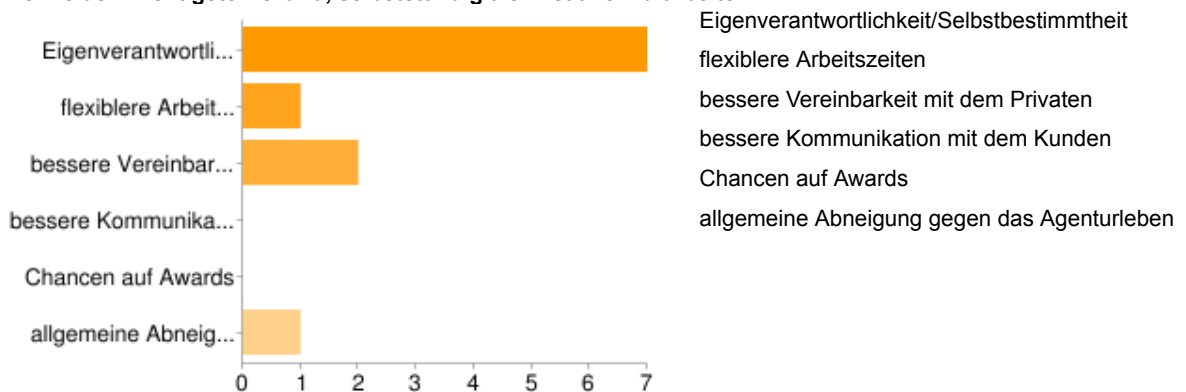 Eigenverantwortli...
flexiblere Arbeit...
bessere Vereinbar...
bessere Kommunika...
Chancen auf Awards
allgemeine Abneig...
0 1 2 3 4 5 6 7
Eigenverantwortlichkeit/Selbstbestimmtheit
flexiblere Arbeitszeiten
bessere Vereinbarkeit mit dem Privaten
bessere Kommunikation mit dem Kunden
Chancen auf Awards
allgemeine Abneigung gegen das Agenturleben